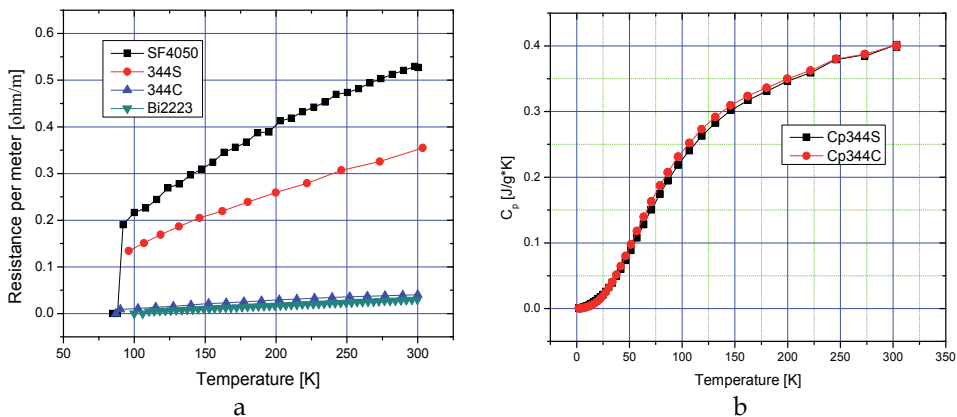 0.6
0.5
0.4
0.3
0.2
0.1
0.0
Resistance per meter [ohm/m]
SF4050
344S
344C
Bi2223
50 100 150 200 250 300
Temperature [K]
a
0.4
0.3
0.2
0.1
0.0
Cp [J/g*K]
Cp344S
Cp344C
0 50 100 150 200 250 300 350
Temperature [K]
b